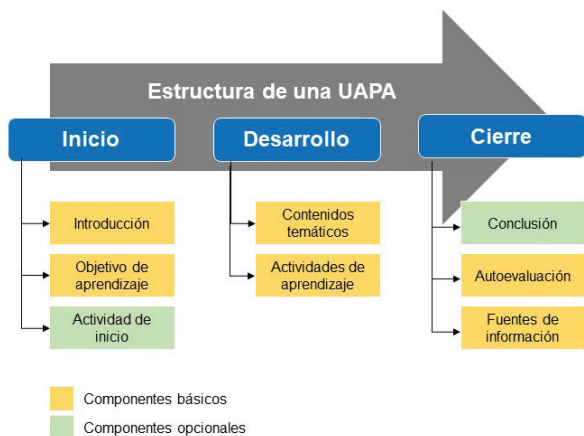 Estructura de una UAPA
Inicio
Desarrollo
Cierre
Introducción
Objetivo de
aprendizaje
Actividad de
inicio
Contenidos
temáticos
Actividades de
aprendizaje
Conclusión
Autoevaluación
Fuentes de
información
Componentes básicos
Componentes opcionales